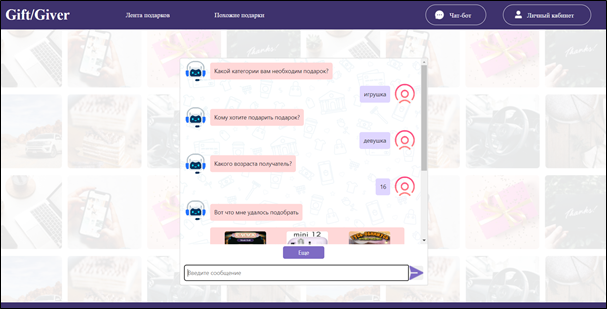 Gift/Giver
Лента подарков
Похожие подарки
Чат-бот
Личный кабинет
Какой категории вам необходим подарок?
игрушка
Кому хотите подарить подарок?
девушка
Какого возраста получатель?
16
Вот что мне удалось подобрать
mini 12
Еще
Введите сообщение